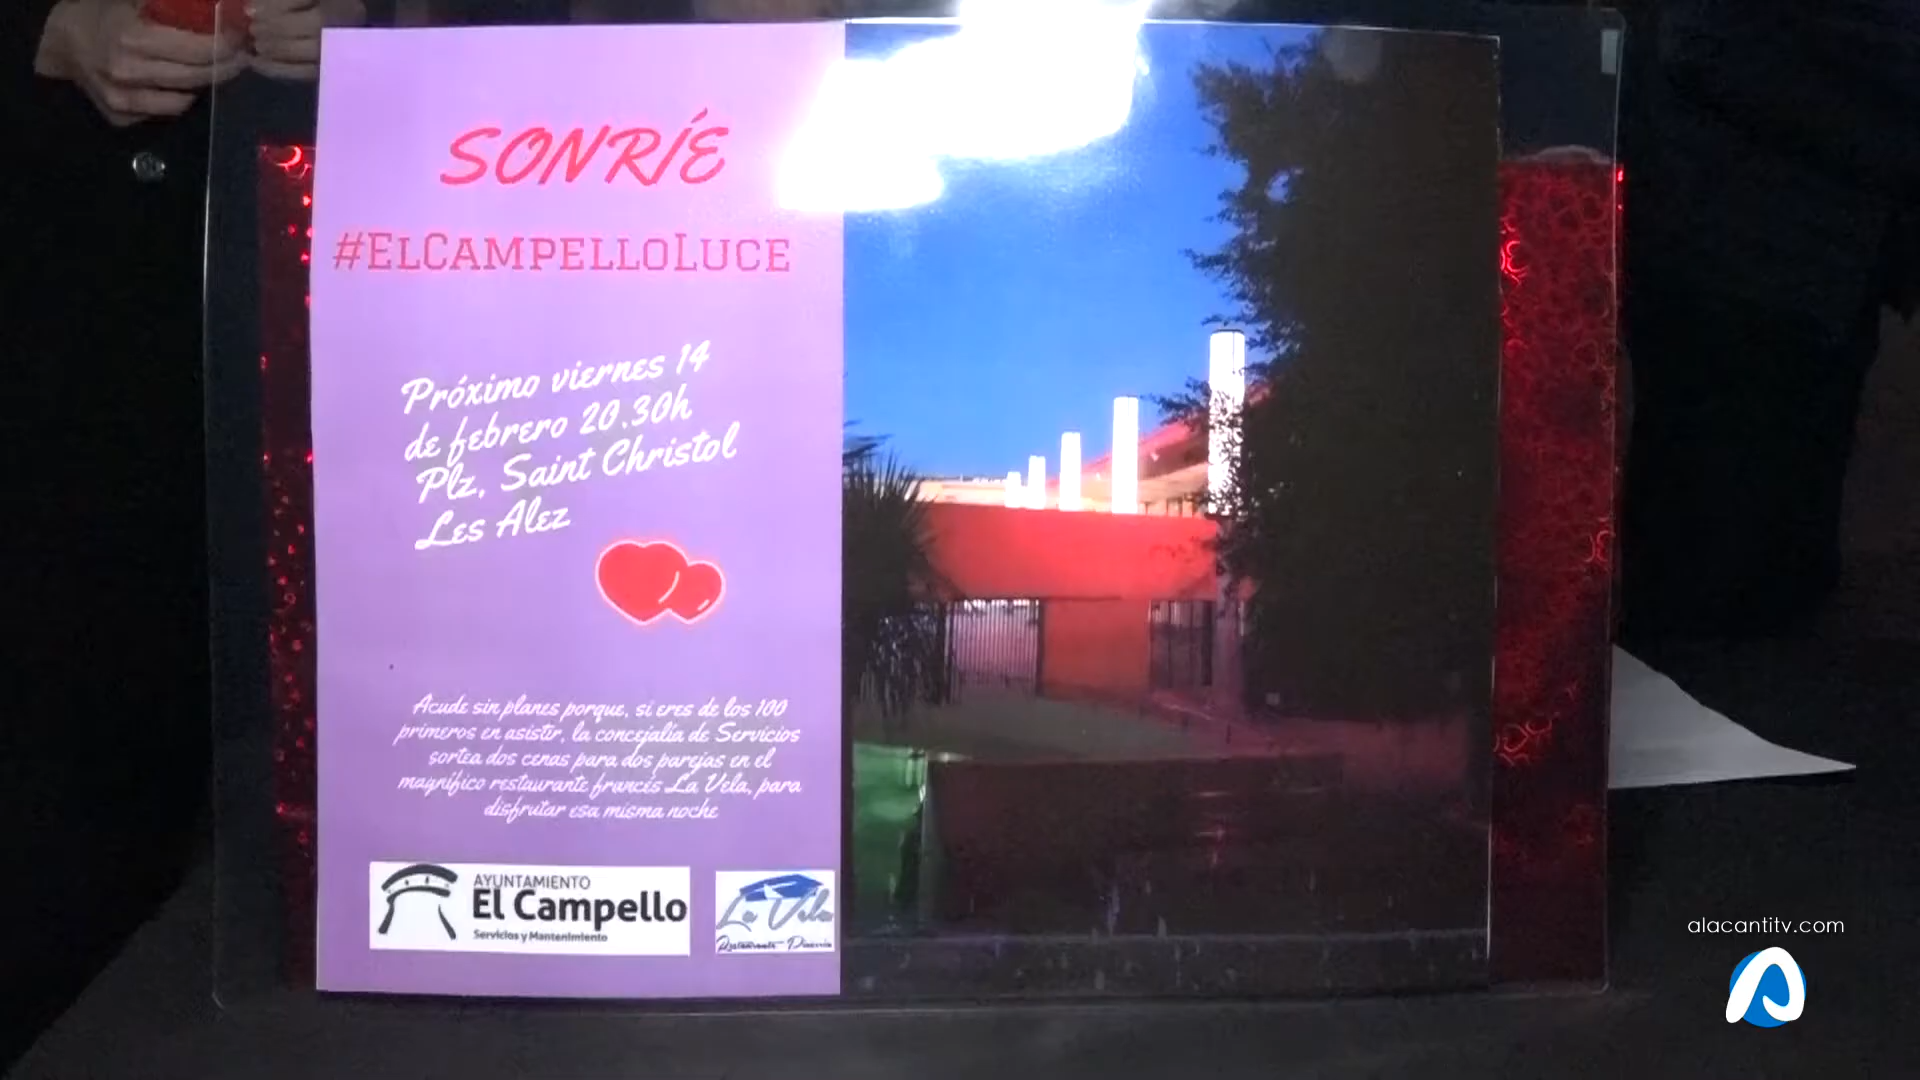 SONRÍE
#ELCAMPELLOLUCE
Próximo viernes 14
de febrero 20.30h
Plz, Saint Christol
Les Alez
Acude sin planes porque, si eres de los 100
primeros en asistir, la concejalía de Servicios
sortea dos cenas para dos parejas en el
magnífico restaurante francés La Vela, para
disfrutar esa misma noche
AYUNTAMIENTO
El Campello
Servicios y Mantenimiento
La Vela
Restaurante - Pizzería
alacantitv.com